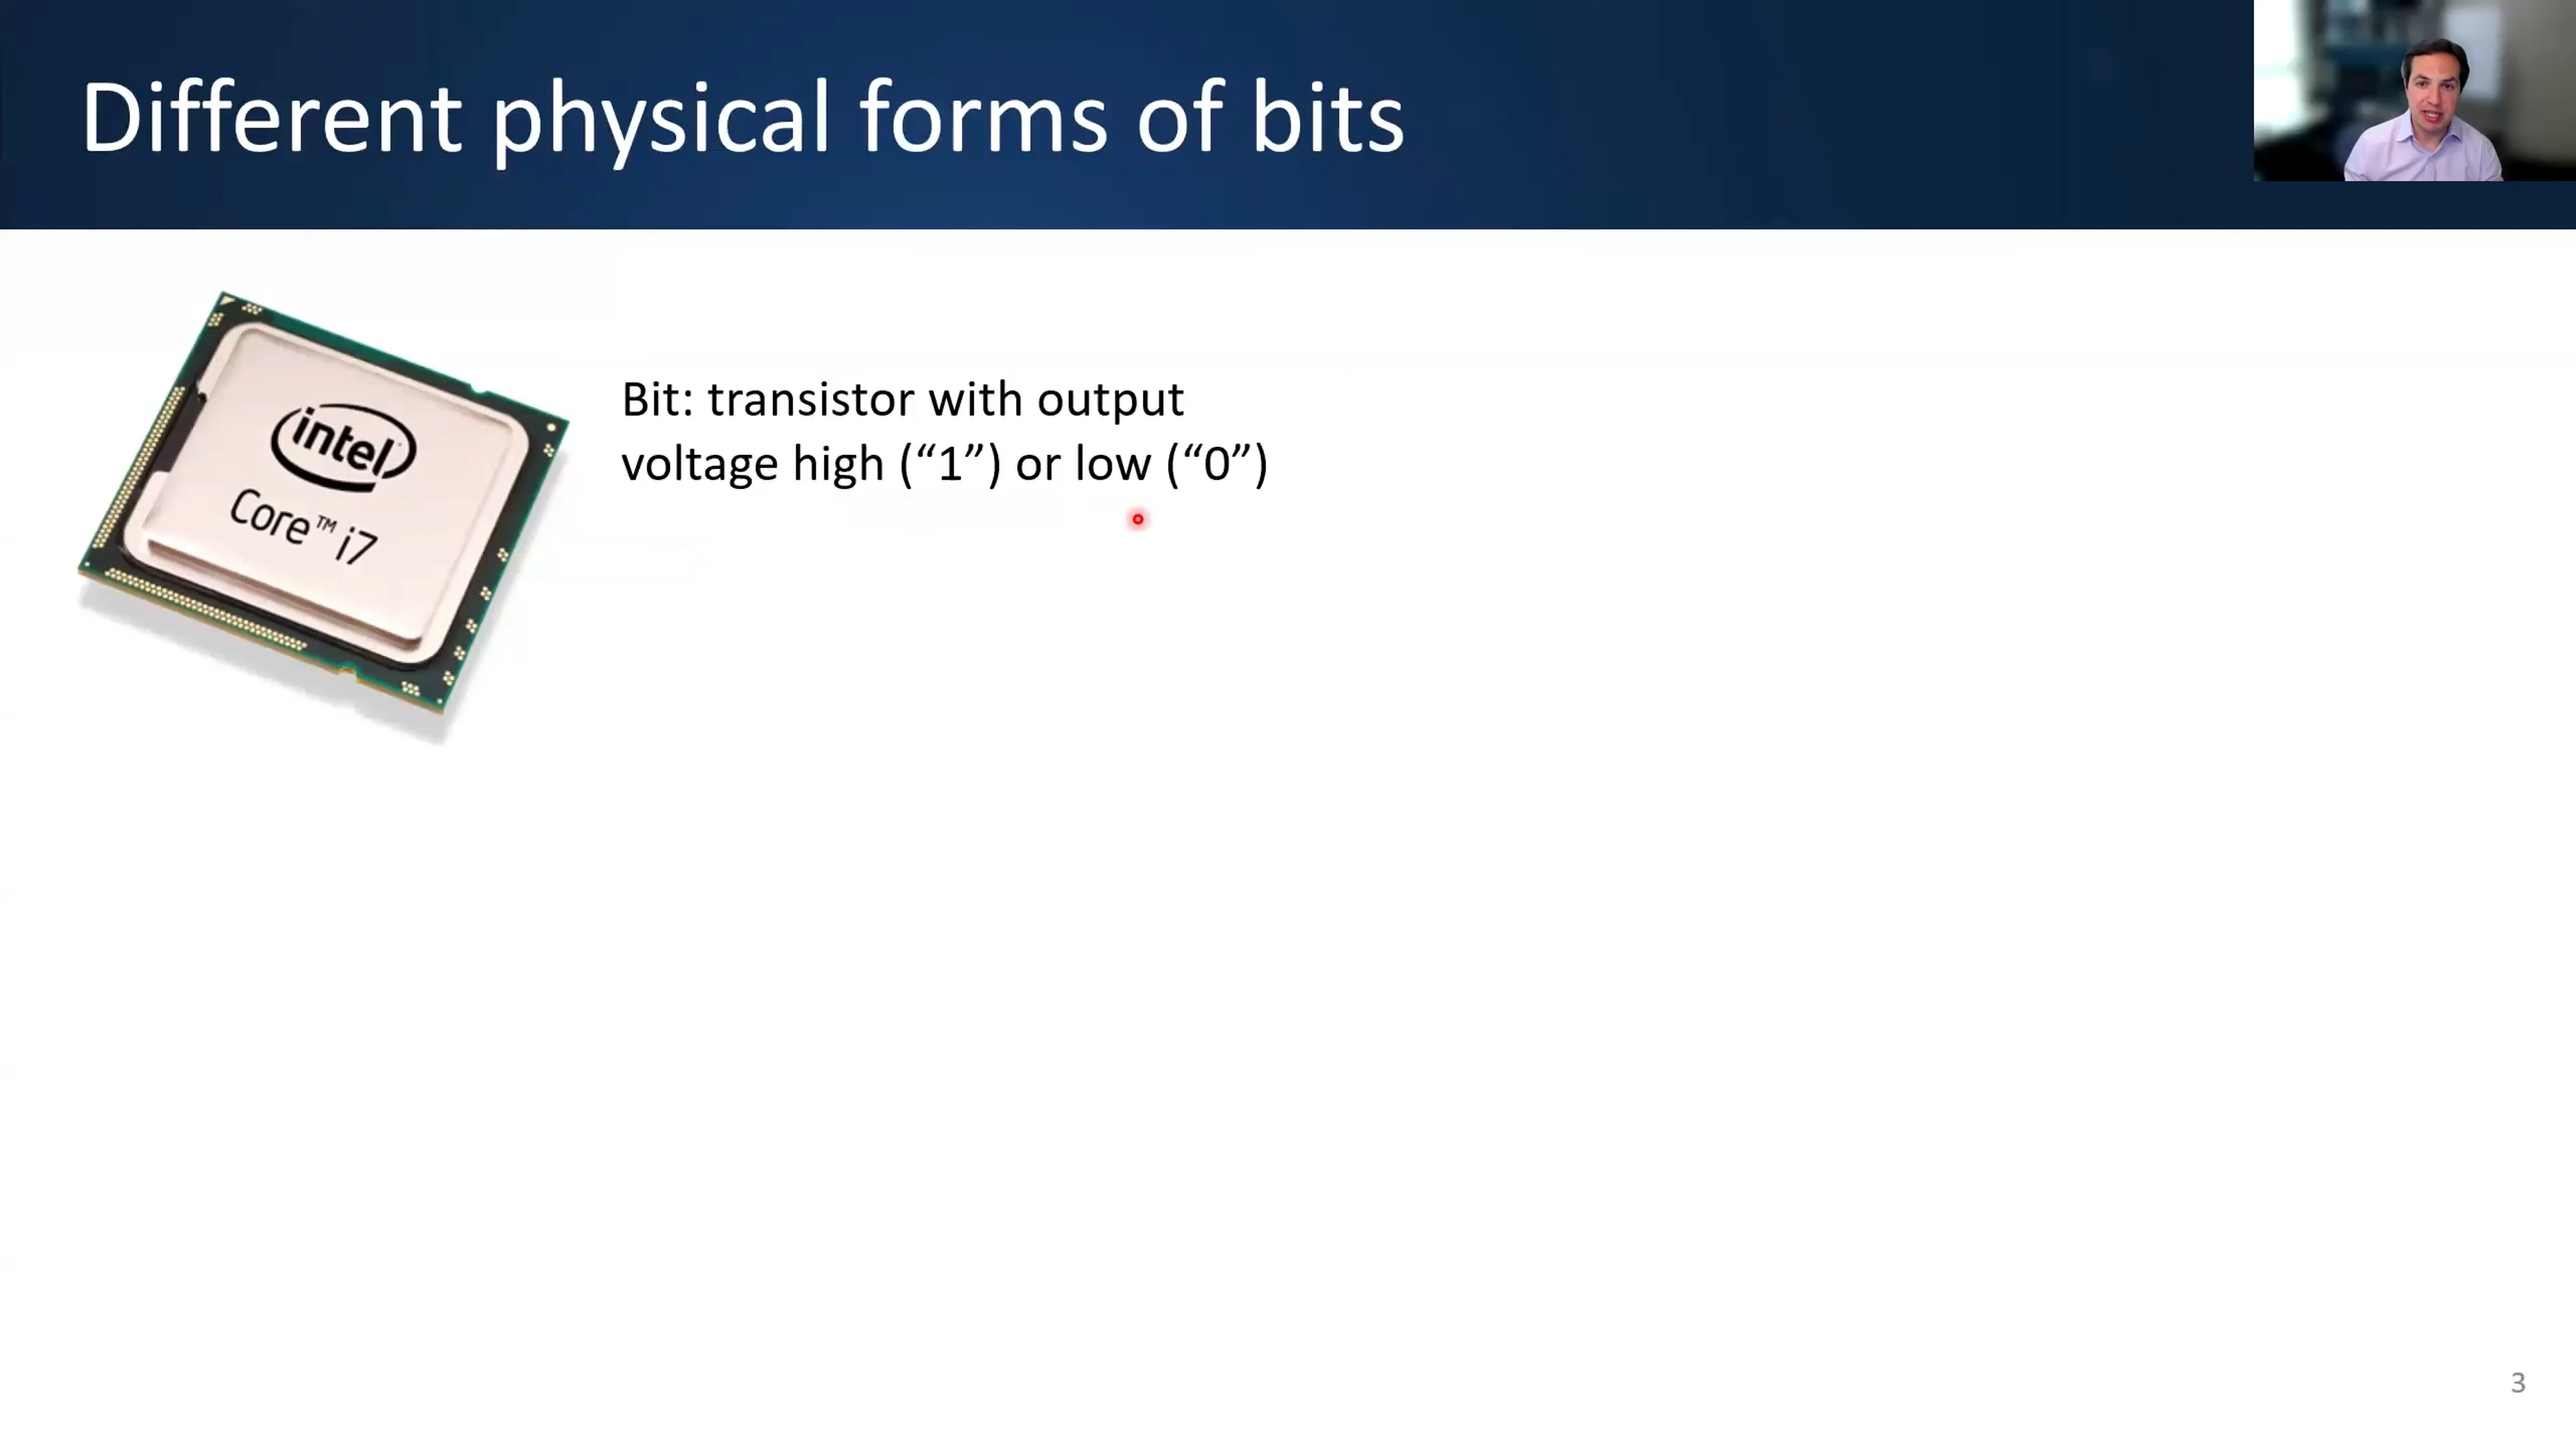 Different physical forms of bits
intel
Core™ i7
Bit: transistor with output
voltage high (“1”) or low (“0”)
3